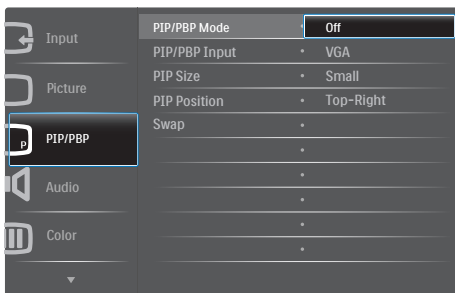 Input
Picture
P
PIP/PBP
Audio
Color
PIP/PBP Mode Off
PIP/PBP Input VGA
PIP Size Small
PIP Position Top-Right
Swap